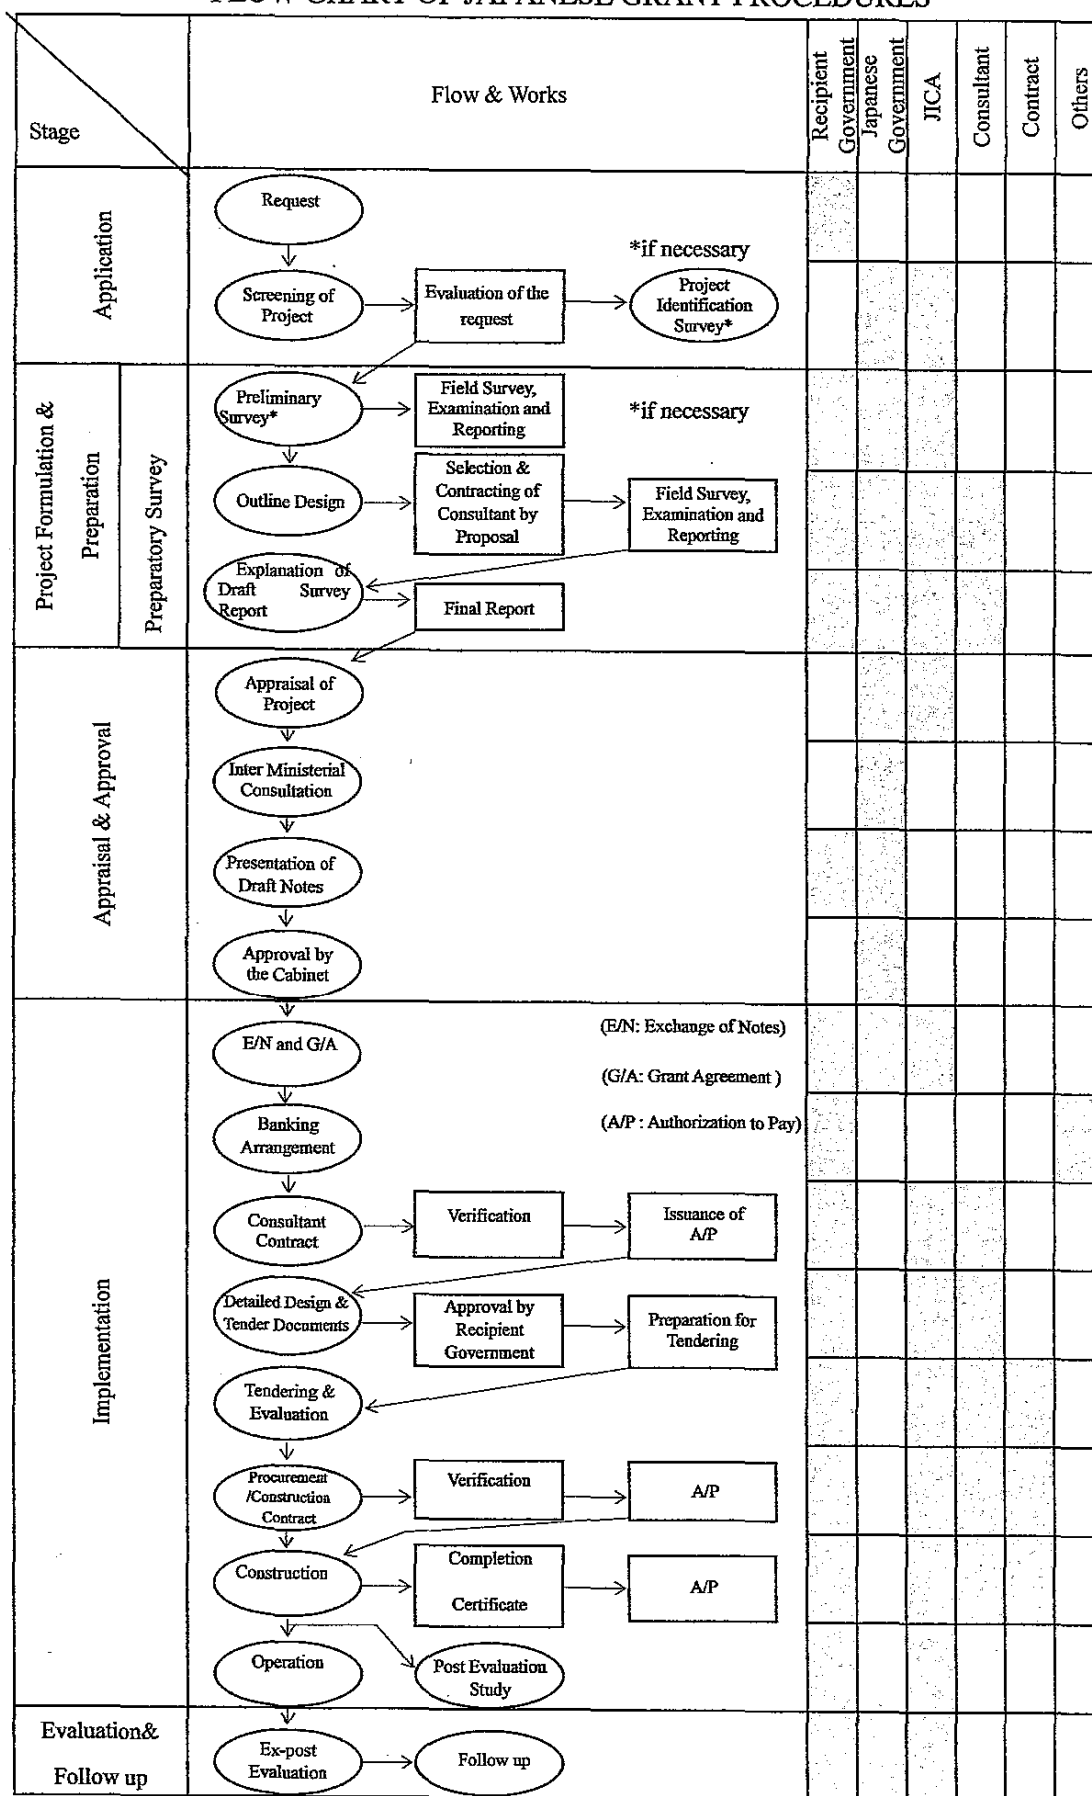 FLOW CHART OF JAPANESE GRANT PROCEDURES
Stage
Flow & Works
Recipient
Government
Japanese
Government
JICA
Consultant
Contract
Others
Application
Request
*if necessary
Screening of
Project
Evaluation of the
request
Project
Identification
Survey*
Project Formulation &
Preparation
Preparatory Survey
Preliminary
Survey*
Field Survey,
Examination and
Reporting
*if necessary
Outline Design
Selection &
Contracting of
Consultant by
Proposal
Field Survey,
Examination and
Reporting
Explanation of
Draft Survey
Report
Final Report
Appraisal & Approval
Appraisal of
Project
Inter Ministerial
Consultation
Presentation of
Draft Notes
Approval by
the Cabinet
Implementation
E/N and G/A
(E/N: Exchange of Notes)
(G/A: Grant Agreement )
(A/P : Authorization to Pay)
Banking
Arrangement
Consultant
Contract
Verification
Issuance of
A/P
Detailed Design &
Tender Documents
Approval by
Recipient
Government
Preparation for
Tendering
Tendering &
Evaluation
Procurement
/Construction
Contract
Verification
A/P
Construction
Completion
Certificate
A/P
Operation
Post Evaluation
Study
Evaluation&
Follow up
Ex-post
Evaluation
Follow up